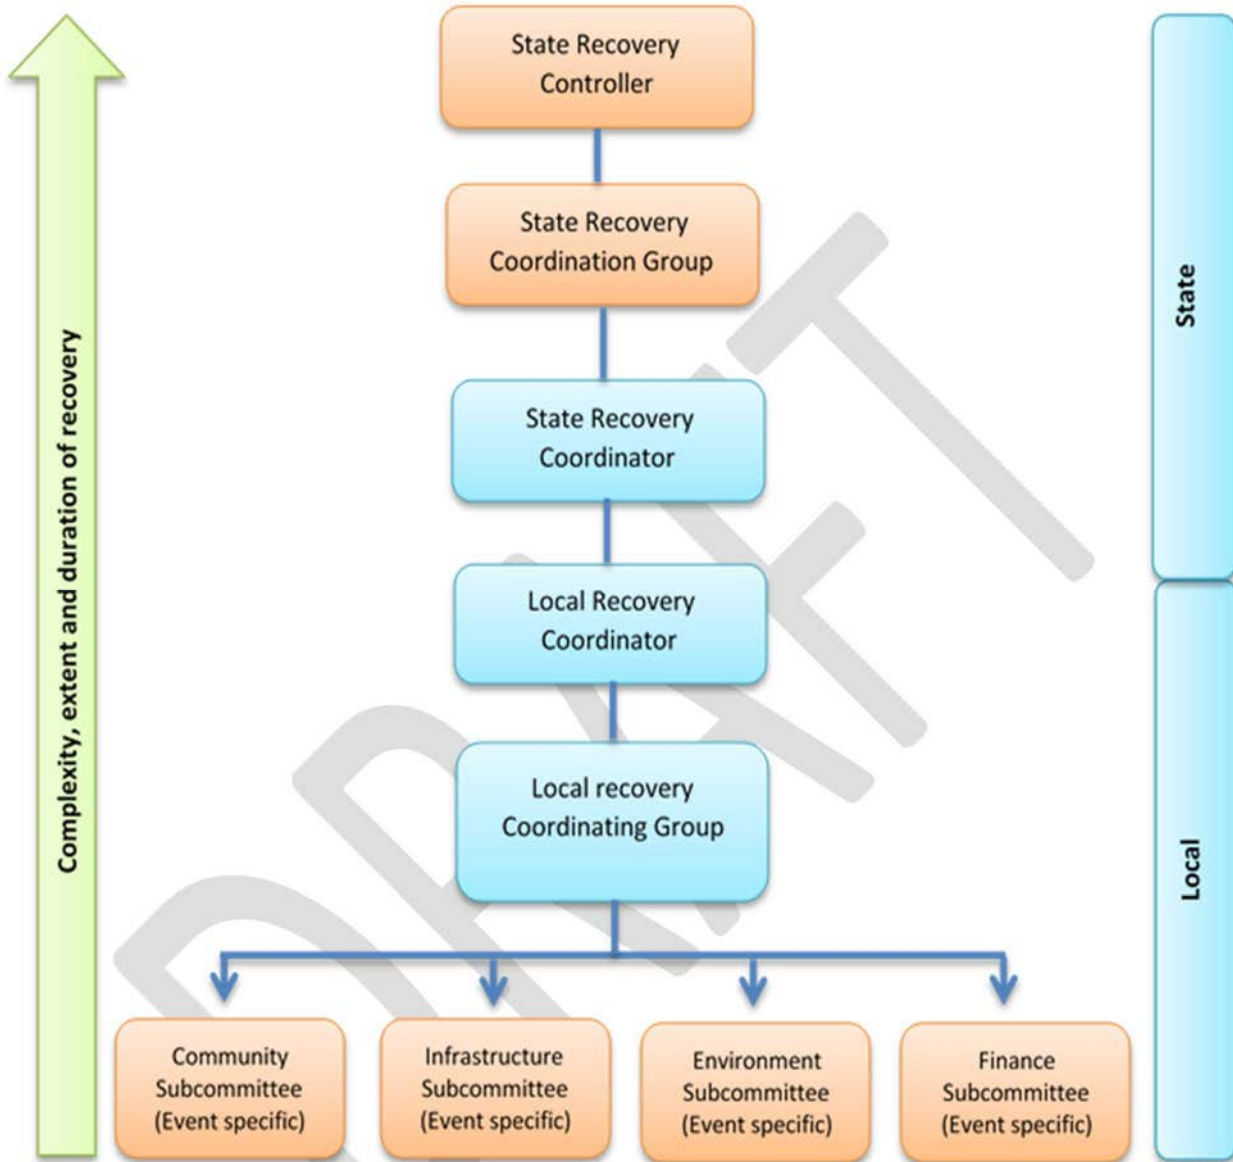 State Recovery
Controller
State Recovery
Coordination Group
State Recovery
Coordinator
Local Recovery
Coordinator
Local recovery
Coordinating Group
Community
Subcommittee
(Event specific)
Infrastructure
Subcommittee
(Event specific)
Environment
Subcommittee
(Event specific)
Finance
Subcommittee
(Event specific)
Complexity, extent and duration of recovery
State
Local
DRAFT